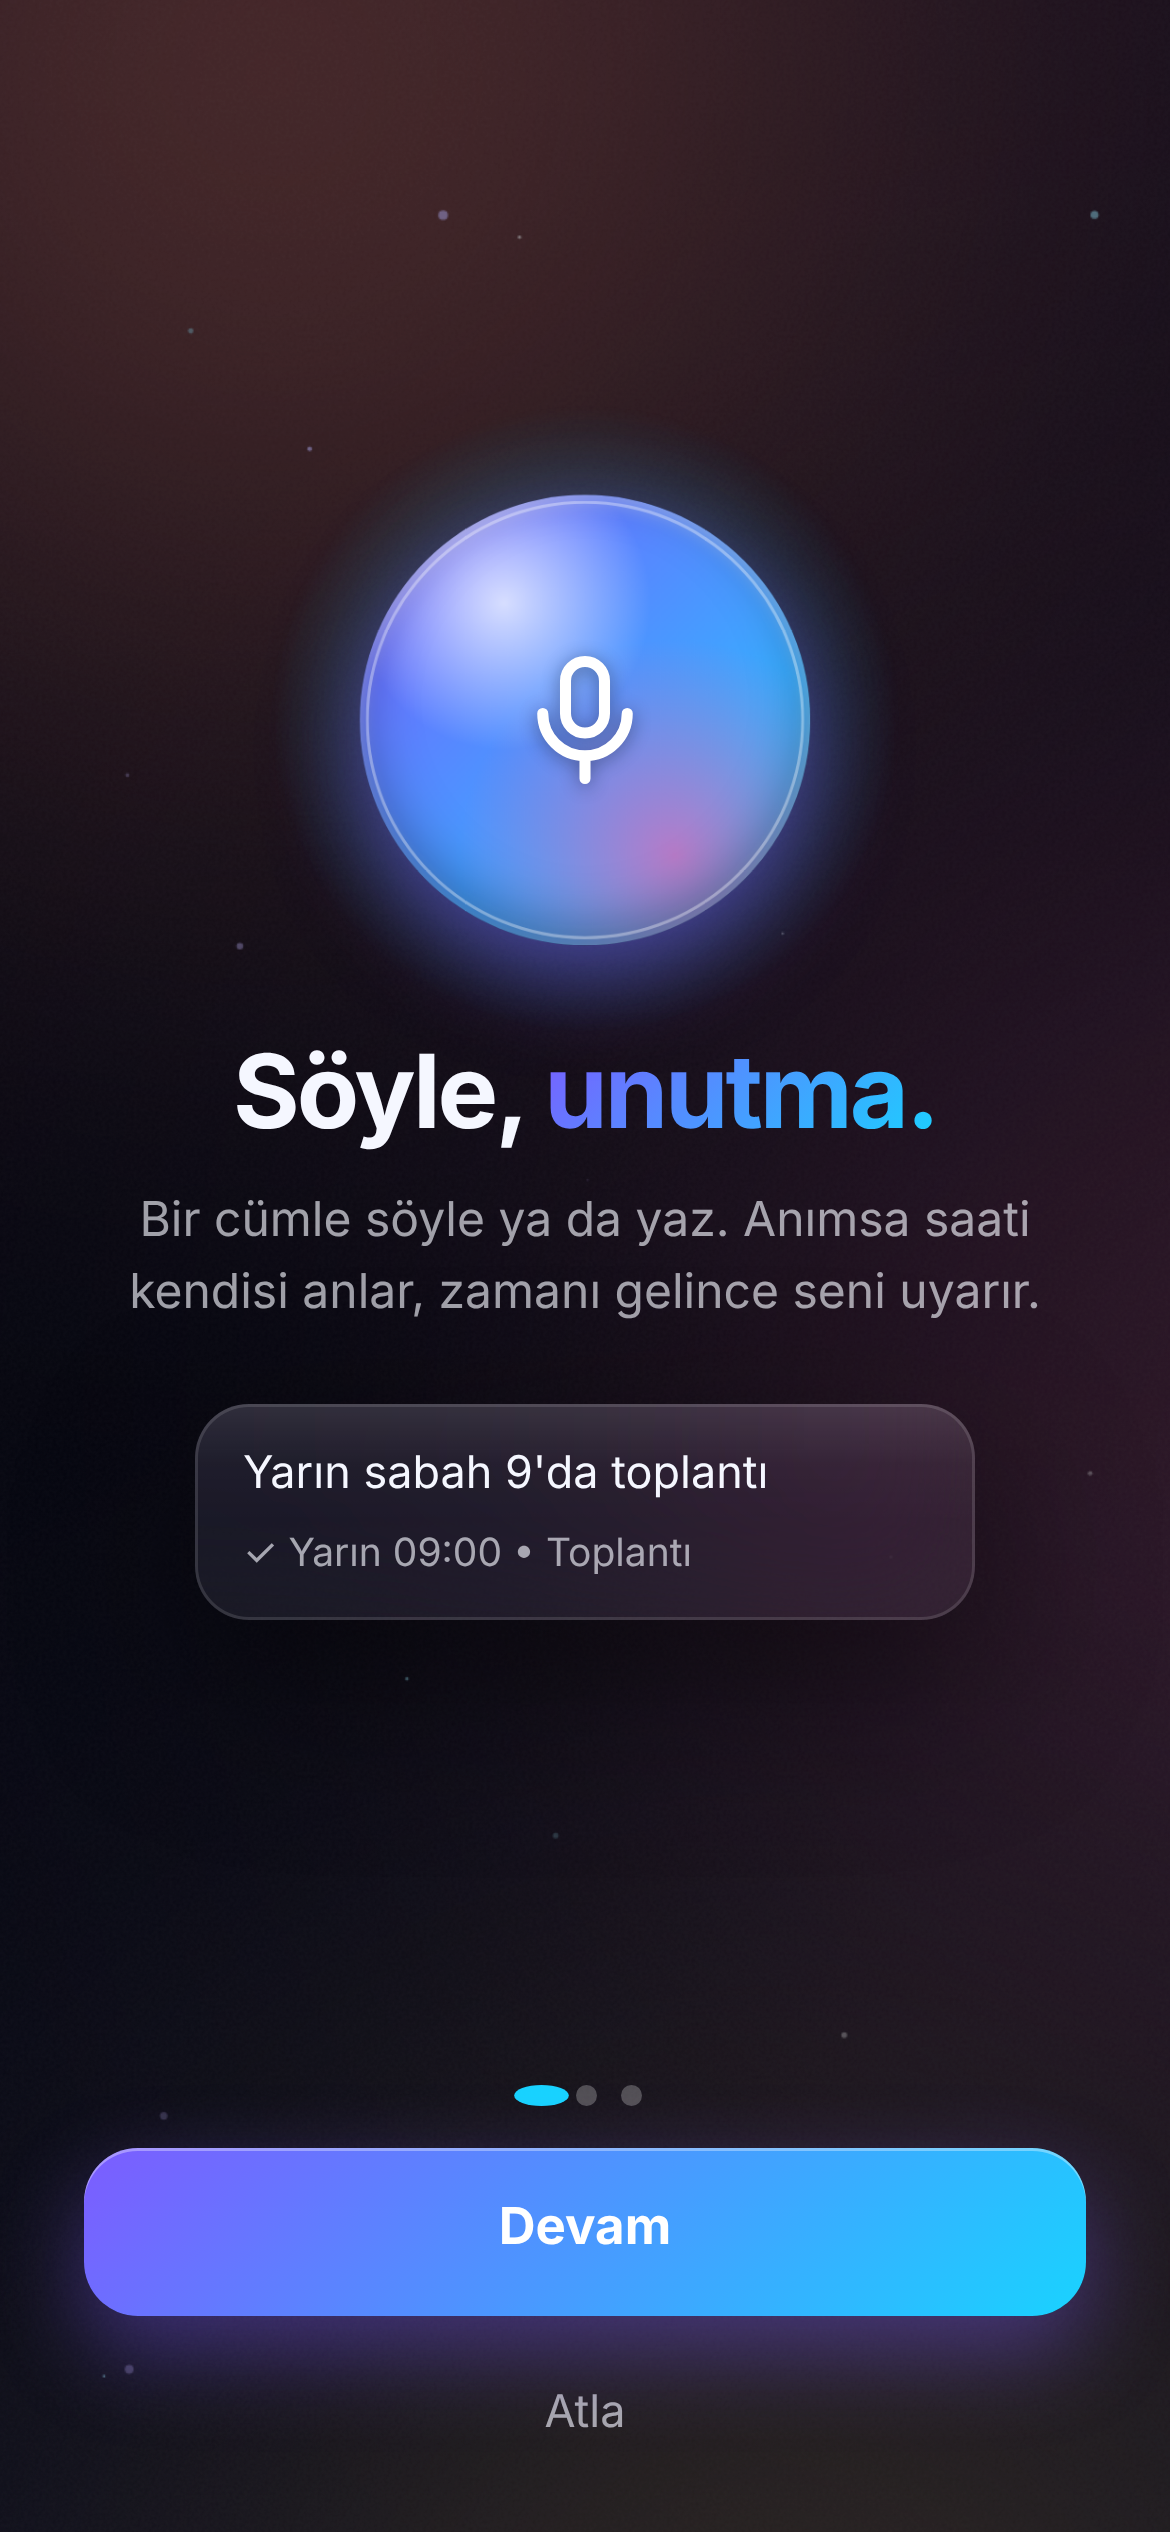 Söyle, unutma.
Bir cümle söyle ya da yaz. Anımsa saati
kendisi anlar, zamanı gelince seni uyarır.
Yarın sabah 9'da toplantı
✓ Yarın 09:00 • Toplantı
Devam
Atla